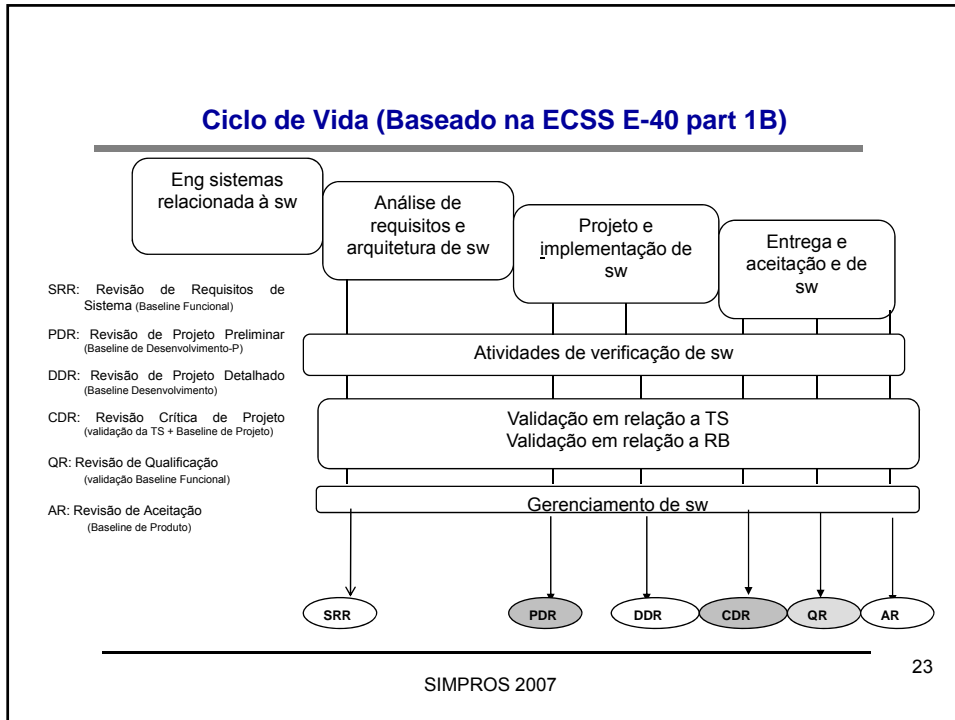 Ciclo de Vida (Baseado na ECSS E-40 part 1B)
Eng sistemas
relacionada à sw
Análise de
requisitos e
arquitetura de sw
Projeto e
implementação de
sw
Entrega e
aceitação e de
sw
SRR: Revisão de Requisitos de
Sistema (Baseline Funcional)
PDR: Revisão de Projeto Preliminar
(Baseline de Desenvolvimento-P)
DDR: Revisão de Projeto Detalhado
(Baseline Desenvolvimento)
CDR: Revisão Crítica de Projeto
(validação da TS + Baseline de Projeto)
QR: Revisão de Qualificação
(validação Baseline Funcional)
AR: Revisão de Aceitação
(Baseline de Produto)
Atividades de verificação de sw
Validação em relação a TS
Validação em relação a RB
Gerenciamento de sw
SRR
PDR
DDR
CDR
QR
AR
SIMPROS 2007
23